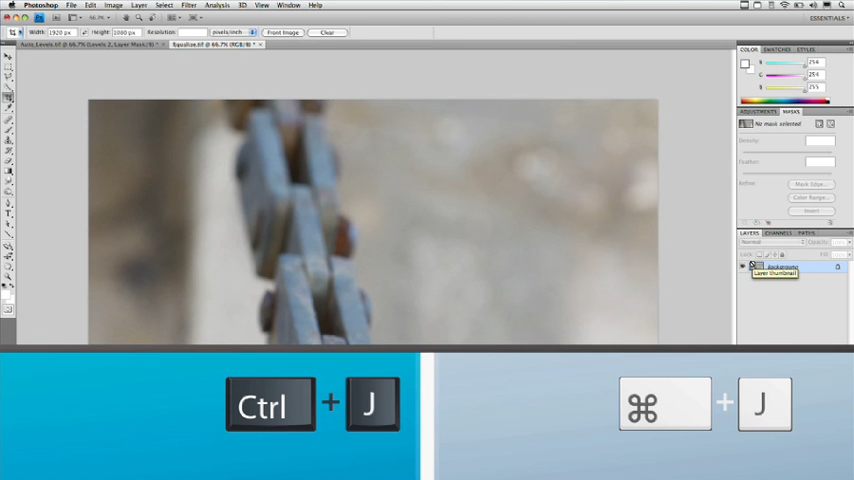 Photoshop File Edit Image Layer Select Filter Analysis 3D View Window Help
66.7%
ESSENTIALS
Width: 1920 px Height: 1080 px Resolution: pixels/inch Front Image Clear
Auto_Levels.tif @ 66.7% (Levels 2, Layer Mask/8) * Equalize.tif @ 66.7% (RGB/8) *
COLOR SWATCHES STYLES
254
254
255
ADJUSTMENTS MASKS
No mask selected
Density:
Feather:
Refine: Mask Edge...
Color Range...
Invert
LAYERS CHANNELS PATHS
Normal Opacity:
Lock: Fill:
Background
Layer thumbnail
Ctrl + J ⌘ + J